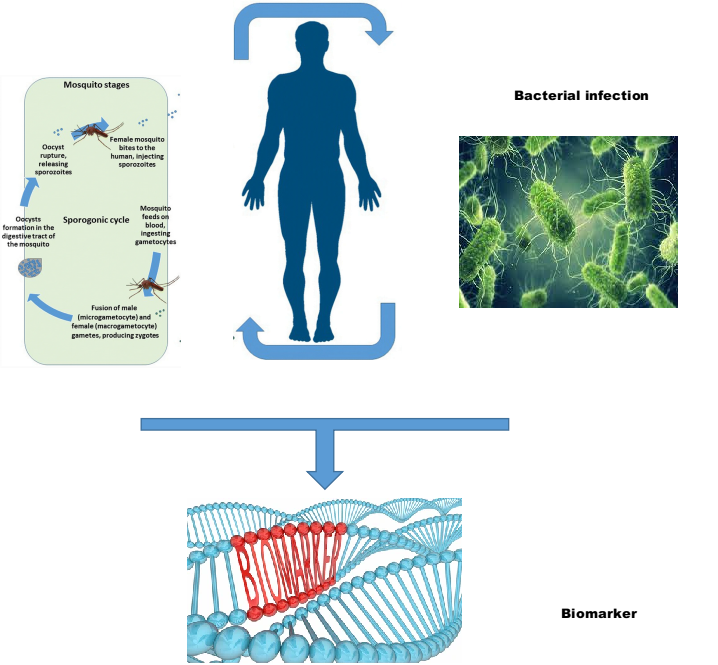 Mosquito stages
Female mosquito
bites to the
human, injecting
sporozoites
Oocyst
rupture,
releasing
sporozoites
Bacterial infection
Mosquito
feeds on
blood,
ingesting
gametocytes
Sporogonic cycle
Oocysts
formation in the
digestive tract of
the mosquito
Fusion of male
(microgametocyte) and
female (macrogametocyte)
gametes, producing zygotes
BIOMARKER
Biomarker